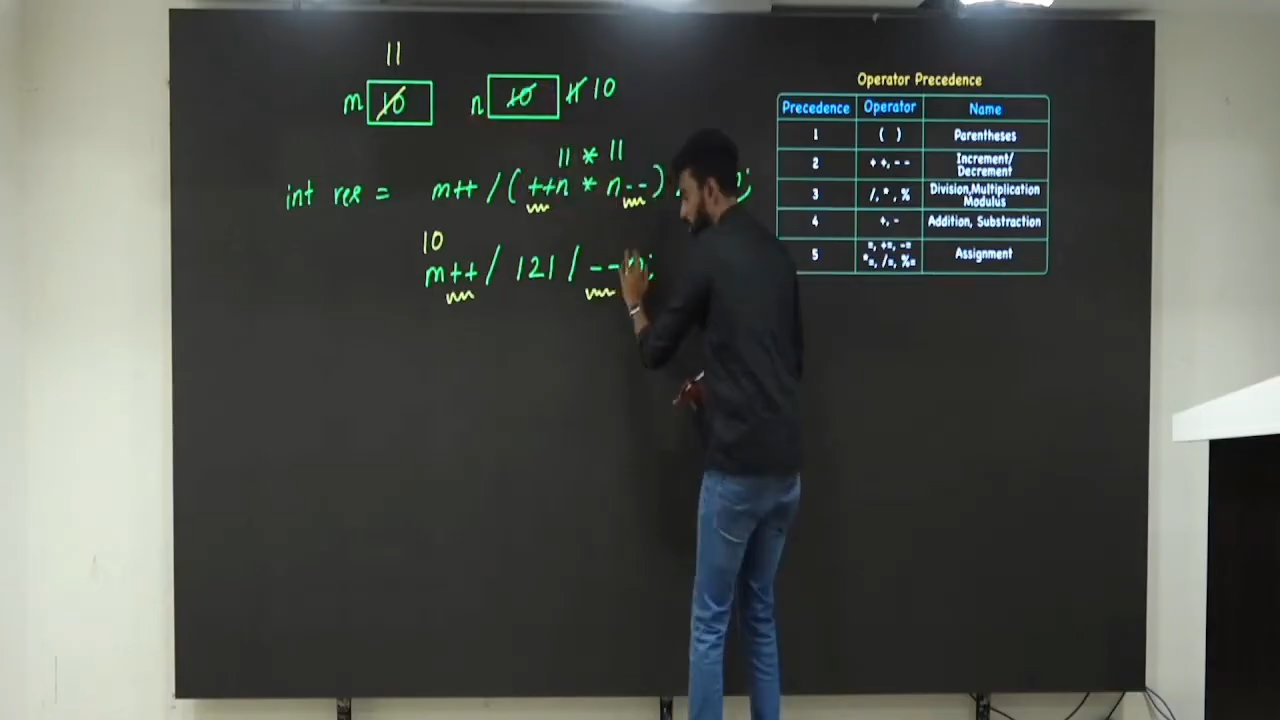 11
m 10 n 10 11 10
11 * 11
int res = m++ / ( ++n * n-- )
10
m++ / 121 / --
Operator Precedence
Precedence Operator Name
1 ( ) Parentheses
2 ++, -- Increment/
Decrement
3 /, *, % Division,Multiplication
Modulus
4 +, - Addition, Substraction
5 =, +=, -=
*=, /=, %= Assignment